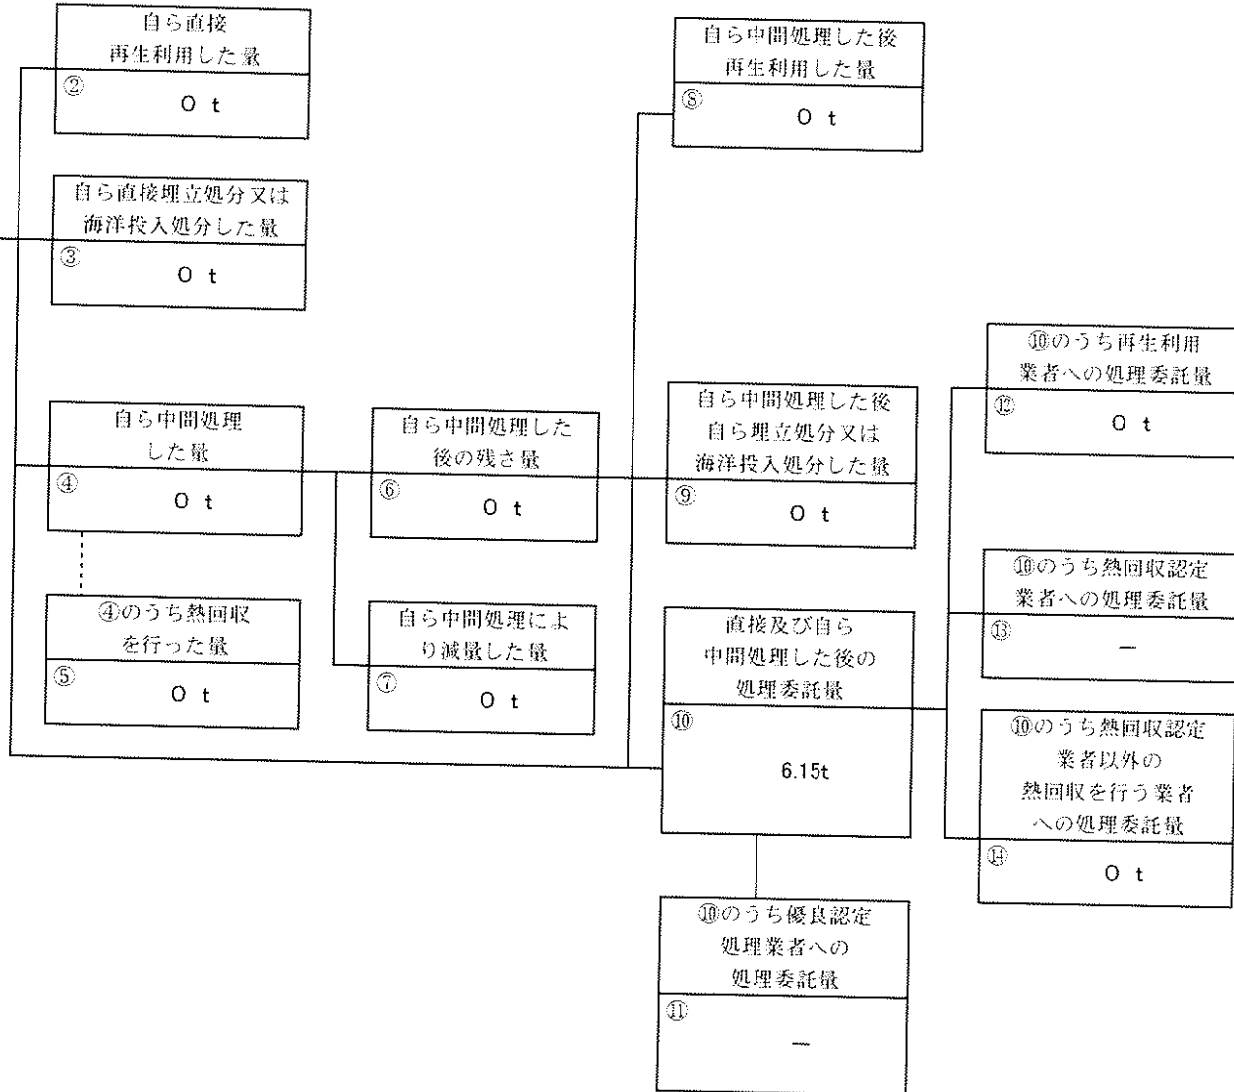 自ら直接
再生利用した量
②
0 t
自ら直接埋立処分又は
海洋投入処分した量
③
0 t
自ら中間処理
した量
④
0 t
④のうち熱回収
を行った量
⑤
0 t
自ら中間処理した
後の残さ量
⑥
0 t
自ら中間処理によ
り減量した量
⑦
0 t
自ら中間処理した後
再生利用した量
⑧
0 t
自ら中間処理した後
自ら埋立処分又は
海洋投入処分した量
⑨
0 t
直接及び自ら
中間処理した後の
処理委託量
⑩
6.15t
⑩のうち優良認定
処理業者への
処理委託量
⑪
―
⑩のうち再生利用
業者への処理委託量
⑫
0 t
⑩のうち熱回収認定
業者への処理委託量
⑬
―
⑩のうち熱回収認定
業者以外の
熱回収を行う業者
への処理委託量
⑭
0 t